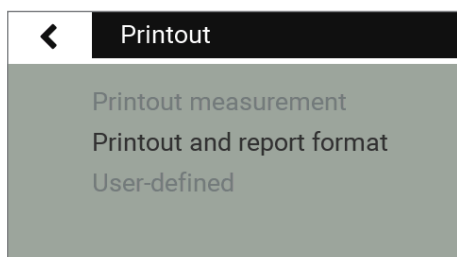 Printout
Printout measurement
Printout and report format
User-defined